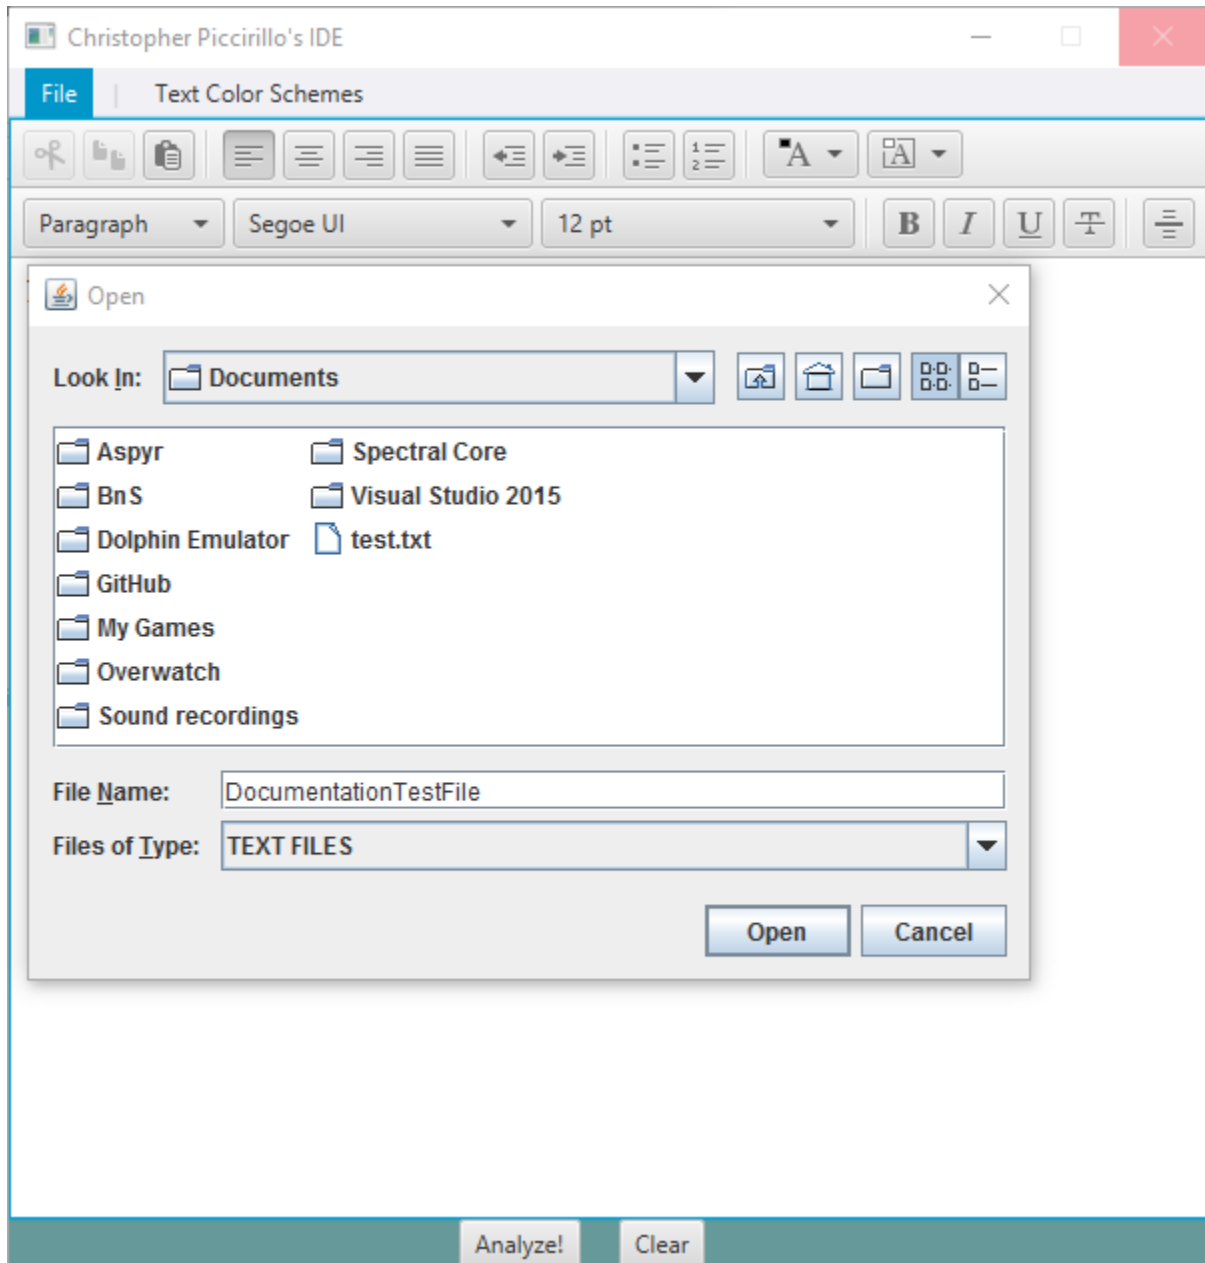 Christopher Piccirillo's IDE
File | Text Color Schemes
Paragraph Segoe UI 12 pt B I U T
Open
Look In: Documents
Aspyr Spectral Core
BnS Visual Studio 2015
Dolphin Emulator test.txt
GitHub
My Games
Overwatch
Sound recordings
File Name: DocumentationTestFile
Files of Type: TEXT FILES
Open Cancel
Analyze! Clear